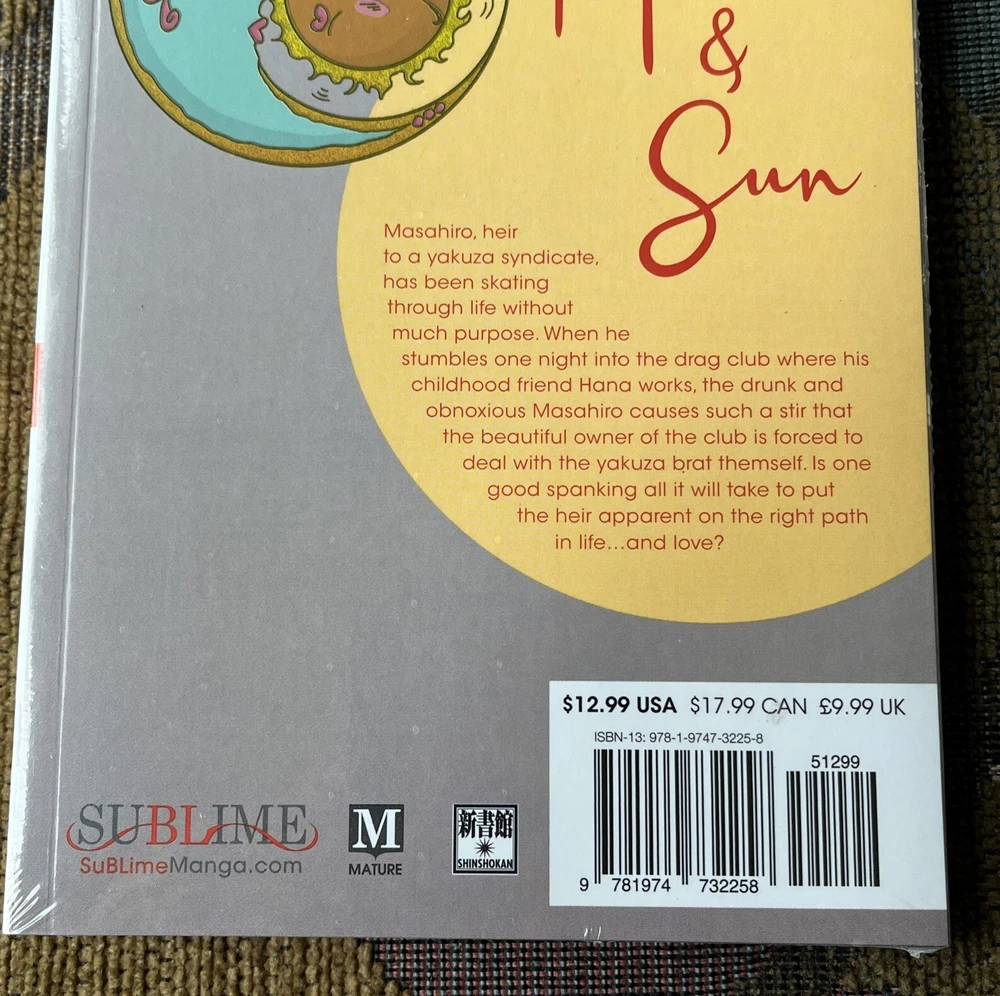 &
Sun
Masahiro, heir
to a yakuza syndicate,
has been skating
through life without
much purpose. When he
stumbles one night into the drag club where his
childhood friend Hana works, the drunk and
obnoxious Masahiro causes such a stir that
the beautiful owner of the club is forced to
deal with the yakuza brat themself. Is one
good spanking all it will take to put
the heir apparent on the right path
in life...and love?
$12.99 USA $17.99 CAN £9.99 UK
ISBN-13: 978-1-9747-3225-8
51299
9 781974 732258
SUBLIME
SuBLimeManga.com
M
MATURE
新書館
SHINSHOKAN